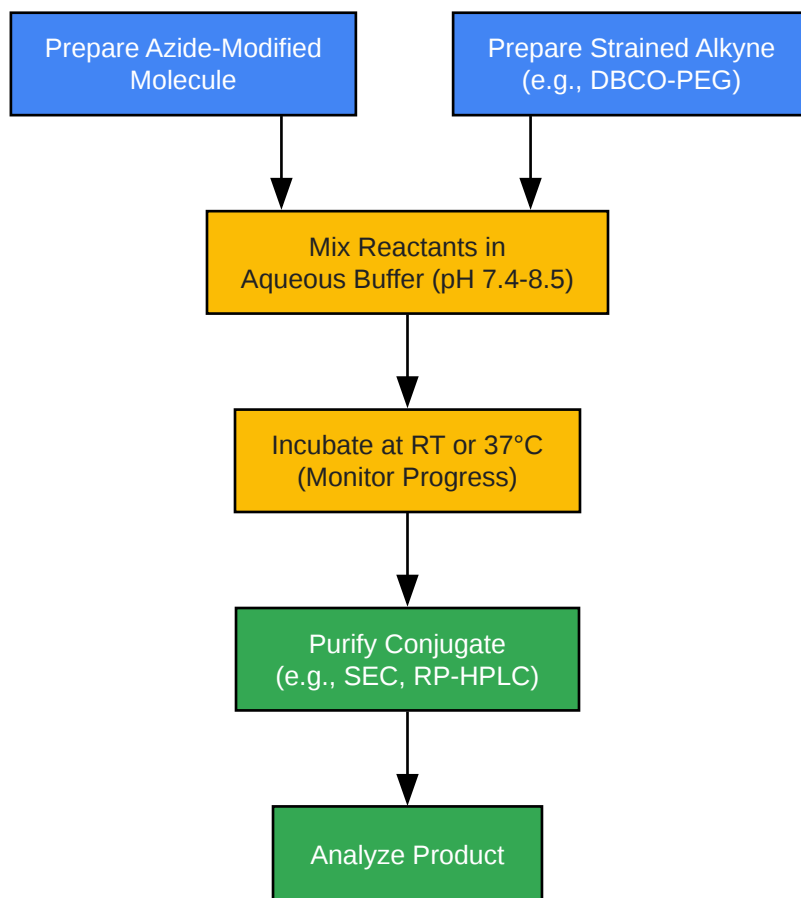 Prepare Azide-Modified
Molecule
Prepare Strained Alkyne
(e.g., DBCO-PEG)
Mix Reactants in
Aqueous Buffer (pH 7.4-8.5)
Incubate at RT or 37°C
(Monitor Progress)
Purify Conjugate
(e.g., SEC, RP-HPLC)
Analyze Product